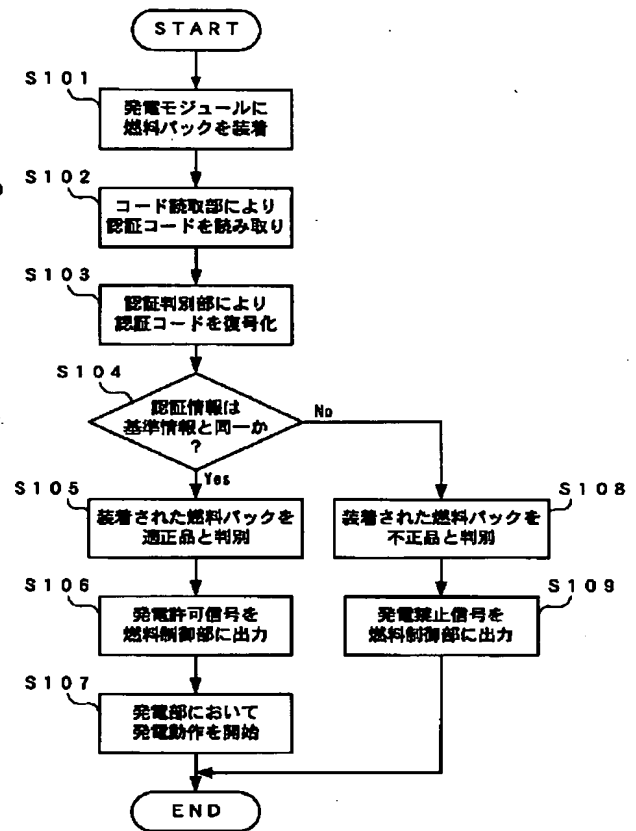 START
S101
発電モジュールに
燃料パックを装着
S102
コード読取部により
認証コードを読み取り
S103
認証判別部により
認証コードを復号化
S104
認証情報は
基準情報と同一か
?
No
Yes
S105
装着された燃料パックを
適正品と判別
S108
装着された燃料パックを
不正品と判別
S106
発電許可信号を
燃料制御部に出力
S109
発電禁止信号を
燃料制御部に出力
S107
発電部において
発電動作を開始
END